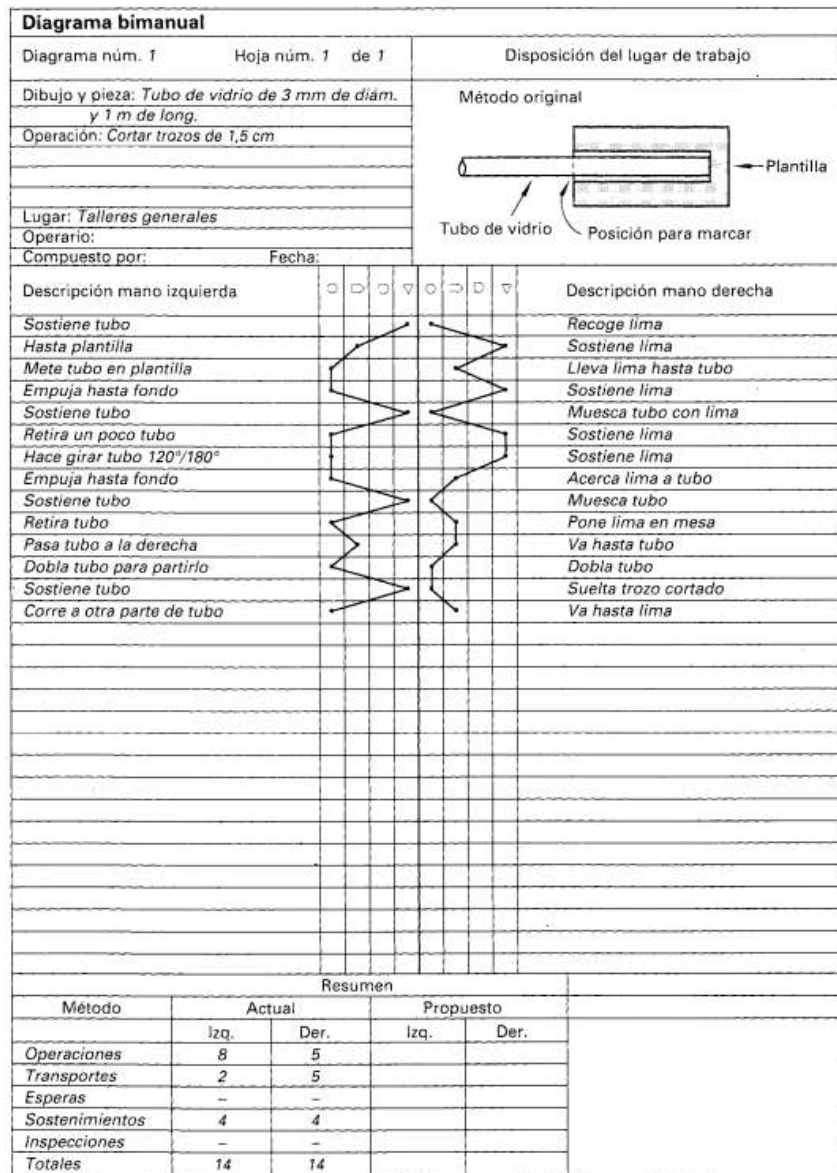 Diagrama bimanual
Diagrama núm. 1 Hoja núm. 1 de 1
Disposición del lugar de trabajo
Dibujo y pieza: Tubo de vidrio de 3 mm de diám.
y 1 m de long.
Operación: Cortar trozos de 1,5 cm
Lugar: Talleres generales
Operario:
Compuesto por: Fecha:
Método original
Plantilla
Tubo de vidrio
Posición para marcar
Descripción mano izquierda Descripción mano derecha
Sostiene tubo Recoge lima
Hasta plantilla Sostiene lima
Mete tubo en plantilla Lleva lima hasta tubo
Empuja hasta fondo Sostiene lima
Sostiene tubo Muesca tubo con lima
Retira un poco tubo Sostiene lima
Hace girar tubo 120°/180° Sostiene lima
Empuja hasta fondo Acerca lima a tubo
Sostiene tubo Muesca tubo
Retira tubo Pone lima en mesa
Pasa tubo a la derecha Va hasta tubo
Dobla tubo para partirlo Dobla tubo
Sostiene tubo Suelta trozo cortado
Corre a otra parte de tubo Va hasta lima
Resumen
Método Actual Propuesto
Izq. Der. Izq. Der.
Operaciones 8 5
Transportes 2 5
Esperas – –
Sostenimientos 4 4
Inspecciones – –
Totales 14 14